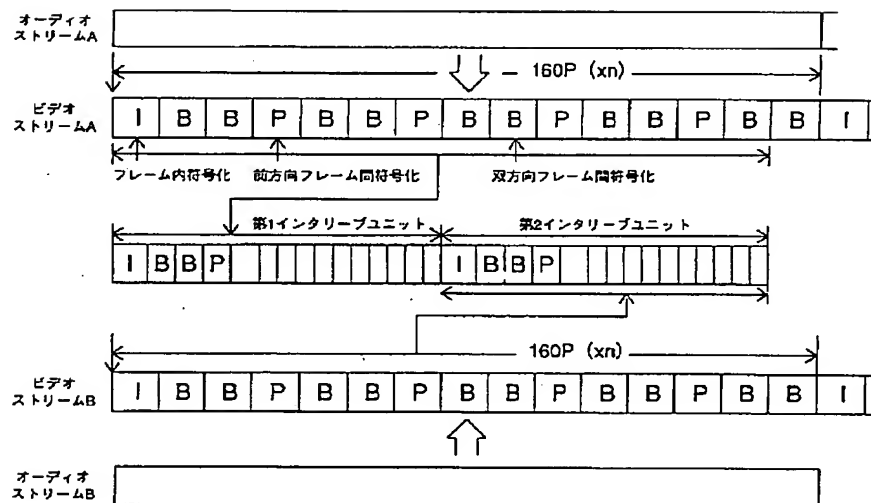 オーディオ
ストリームA
160P (xn)
ビデオ
ストリームA
I B B P B B P B B P B B P B B I
フレーム内符号化 前方向フレーム間符号化 双方向フレーム間符号化
第1インタリーブユニット 第2インタリーブユニット
I B B P I B B P
160P (xn)
ビデオ
ストリームB
I B B P B B P B B P B B P B B I
オーディオ
ストリームB